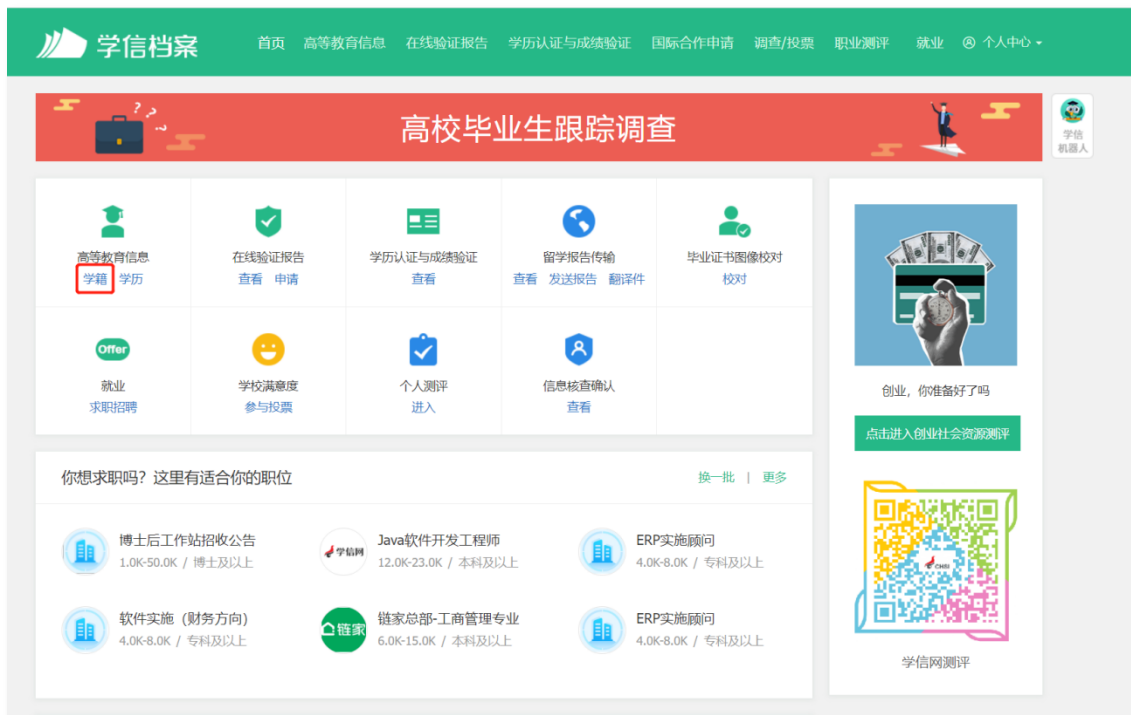 学信档案
首页 高等教育信息 在线验证报告 学历认证与成绩验证 国际合作申请 调查/投票 职业测评 就业 个人中心
? ? ?
高校毕业生跟踪调查
学信
机器人
高等教育信息 在线验证报告 学历认证与成绩验证 留学报告传输 毕业证书图像校对
学籍 学历 查看 申请 查看 查看 发送报告 翻译件 校对
Offer
就业 学校满意度 个人测评 信息核查确认
求职招聘 参与投票 进入 查看
创业，你准备好了吗
点击进入创业社会资源测评
你想求职吗？这里有适合你的职位 换一批 | 更多
博士后工作站招收公告
1.0K-50.0K / 博士及以上
学信网
Java软件开发工程师
12.0K-23.0K / 本科及以上
ERP实施顾问
4.0K-8.0K / 专科及以上
软件实施（财务方向)
4.0K-8.0K / 专科及以上
链家
链家总部-工商管理专业
6.0K-15.0K / 本科及以上
ERP实施顾问
4.0K-8.0K / 专科及以上
CHSI
学信网测评